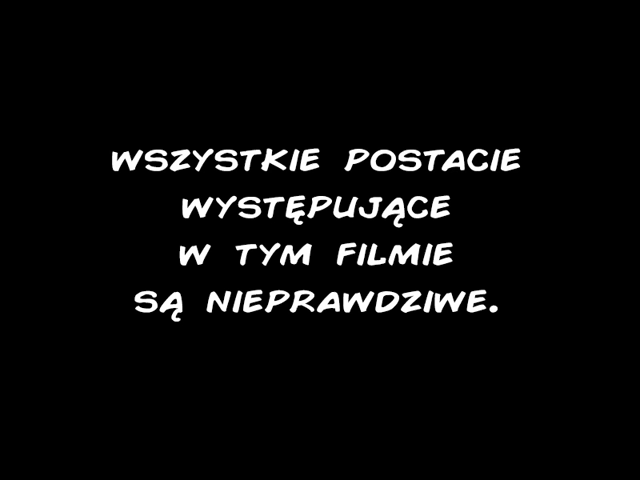 WSZYSTKIE POSTACIE
WYSTĘPUJĄCE
W TYM FILMIE
SĄ NIEPRAWDZIWE.